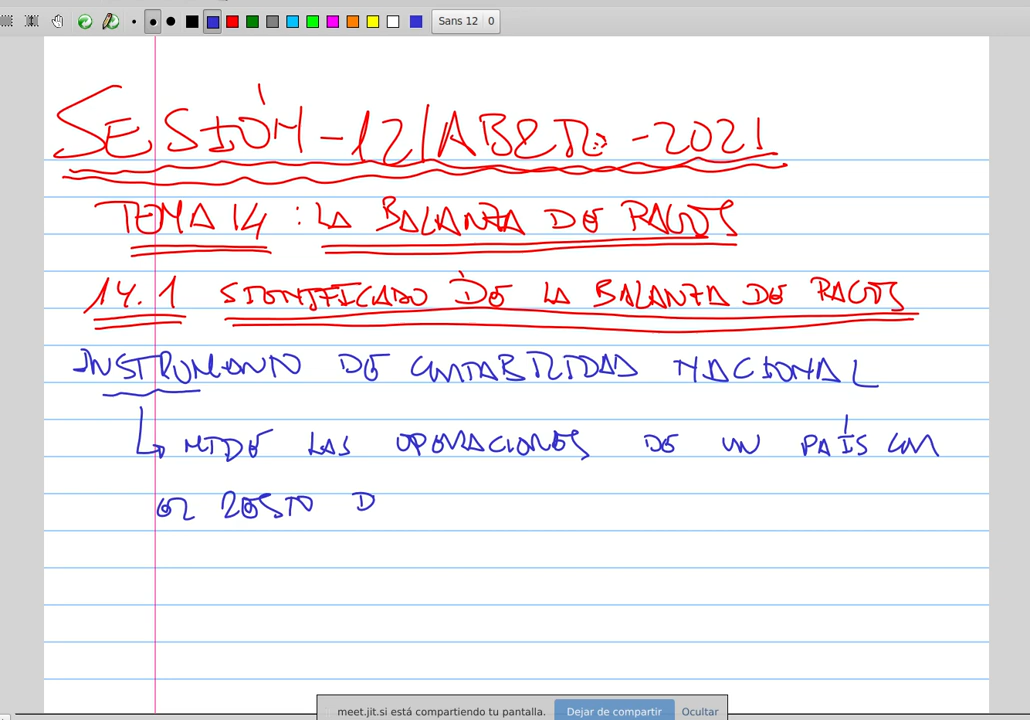 Sans 12 0
SESIÓN - 12/ABRIL - 2021
TEMA 14 : LA BALANZA DE PAGOS
14.1 SIGNIFICADO DE LA BALANZA DE PAGOS
INSTRUMENTO DE CONTABILIDAD NACIONAL
↳ MIDE LAS OPERACIONES DE UN PAÍS CON
EL RESTO D
meet.jit.si está compartiendo tu pantalla. Dejar de compartir Ocultar